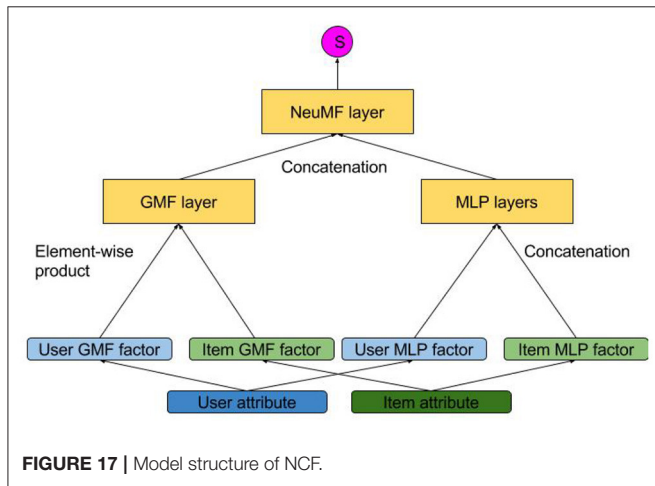 S
NeuMF layer
Concatenation
GMF layer
MLP layers
Element-wise
product
Concatenation
User GMF factor
Item GMF factor
User MLP factor
Item MLP factor
User attribute
Item attribute
FIGURE 17 | Model structure of NCF.